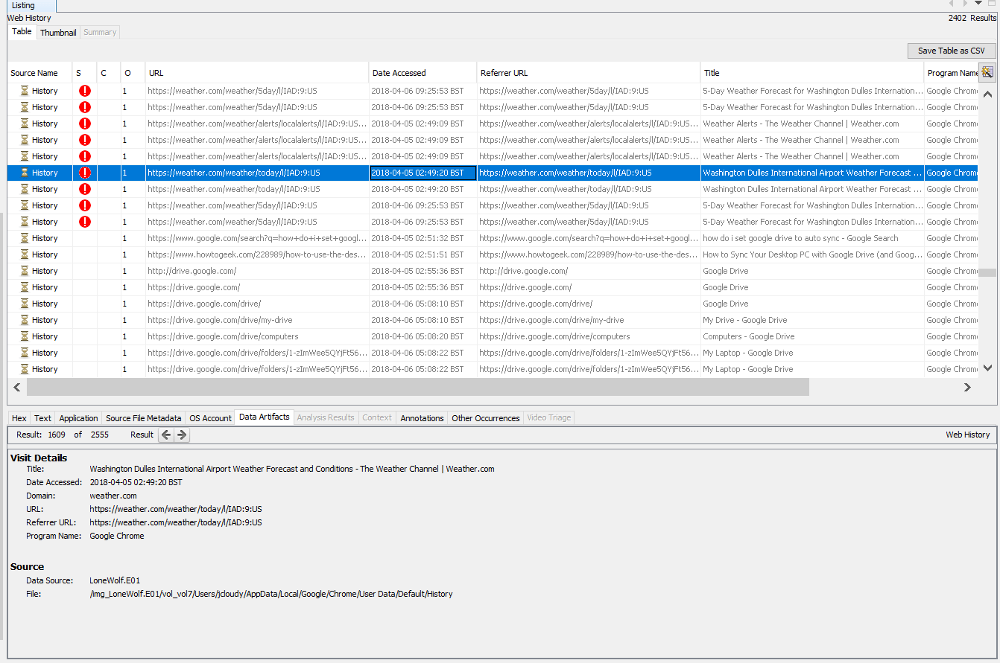 Listing
Web History 2402 Results
Table Thumbnail Summary
Save Table as CSV
Source Name S C O URL Date Accessed Referrer URL Title Program Name
History 1 https://weather.com/weather/5day/l/IAD:9:US 2018-04-06 09:25:53 BST https://weather.com/weather/5day/l/IAD:9:US 5-Day Weather Forecast for Washington Dulles Internation... Google Chrom
History 1 https://weather.com/weather/5day/l/IAD:9:US 2018-04-06 09:25:53 BST https://weather.com/weather/5day/l/IAD:9:US 5-Day Weather Forecast for Washington Dulles Internation... Google Chrom
History 1 https://weather.com/weather/alerts/localalerts/l/IAD:9:US... 2018-04-05 02:49:09 BST https://weather.com/weather/alerts/localalerts/l/IAD:9:US... Weather Alerts - The Weather Channel | Weather.com Google Chrom
History 1 https://weather.com/weather/alerts/localalerts/l/IAD:9:US... 2018-04-05 02:49:09 BST https://weather.com/weather/alerts/localalerts/l/IAD:9:US... Weather Alerts - The Weather Channel | Weather.com Google Chrom
History 1 https://weather.com/weather/alerts/localalerts/l/IAD:9:US... 2018-04-05 02:49:09 BST https://weather.com/weather/alerts/localalerts/l/IAD:9:US... Weather Alerts - The Weather Channel | Weather.com Google Chrom
History 1 https://weather.com/weather/today/l/IAD:9:US 2018-04-05 02:49:20 BST https://weather.com/weather/today/l/IAD:9:US Washington Dulles International Airport Weather Forecast ... Google Chrom
History 1 https://weather.com/weather/today/l/IAD:9:US 2018-04-05 02:49:20 BST https://weather.com/weather/today/l/IAD:9:US Washington Dulles International Airport Weather Forecast ... Google Chrom
History 1 https://weather.com/weather/5day/l/IAD:9:US 2018-04-06 09:25:53 BST https://weather.com/weather/5day/l/IAD:9:US 5-Day Weather Forecast for Washington Dulles Internation... Google Chrom
History 1 https://weather.com/weather/5day/l/IAD:9:US 2018-04-06 09:25:53 BST https://weather.com/weather/5day/l/IAD:9:US 5-Day Weather Forecast for Washington Dulles Internation... Google Chrom
History 1 https://www.google.com/search?q=how+do+i+set+googl... 2018-04-05 02:51:32 BST https://www.google.com/search?q=how+do+i+set+googl... how do i set google drive to auto sync - Google Search Google Chrom
History 1 https://www.howtogeek.com/228989/how-to-use-the-des... 2018-04-05 02:51:51 BST https://www.howtogeek.com/228989/how-to-use-the-des... How to Sync Your Desktop PC with Google Drive (and Goog... Google Chrom
History 1 http://drive.google.com/ 2018-04-05 02:55:36 BST http://drive.google.com/ Google Drive Google Chrom
History 1 https://drive.google.com/ 2018-04-05 02:55:36 BST https://drive.google.com/ Google Drive Google Chrom
History 1 https://drive.google.com/drive/ 2018-04-06 05:08:10 BST https://drive.google.com/drive/ Google Drive Google Chrom
History 1 https://drive.google.com/drive/my-drive 2018-04-06 05:08:10 BST https://drive.google.com/drive/my-drive My Drive - Google Drive Google Chrom
History 1 https://drive.google.com/drive/computers 2018-04-06 05:08:20 BST https://drive.google.com/drive/computers Computers - Google Drive Google Chrom
History 1 https://drive.google.com/drive/folders/1-zImWee5QYjFt56... 2018-04-06 05:08:22 BST https://drive.google.com/drive/folders/1-zImWee5QYjFt56... My Laptop - Google Drive Google Chrom
History 1 https://drive.google.com/drive/folders/1-zImWee5QYjFt56... 2018-04-06 05:08:22 BST https://drive.google.com/drive/folders/1-zImWee5QYjFt56... My Laptop - Google Drive Google Chrom
Hex Text Application Source File Metadata OS Account Data Artifacts Analysis Results Context Annotations Other Occurrences Video Triage
Result: 1609 of 2555 Result Web History
Visit Details
Title: Washington Dulles International Airport Weather Forecast and Conditions - The Weather Channel | Weather.com
Date Accessed: 2018-04-05 02:49:20 BST
Domain: weather.com
URL: https://weather.com/weather/today/l/IAD:9:US
Referrer URL: https://weather.com/weather/today/l/IAD:9:US
Program Name: Google Chrome
Source
Data Source: LoneWolf.E01
File: /img_LoneWolf.E01/vol_vol7/Users/jcloudy/AppData/Local/Google/Chrome/User Data/Default/History